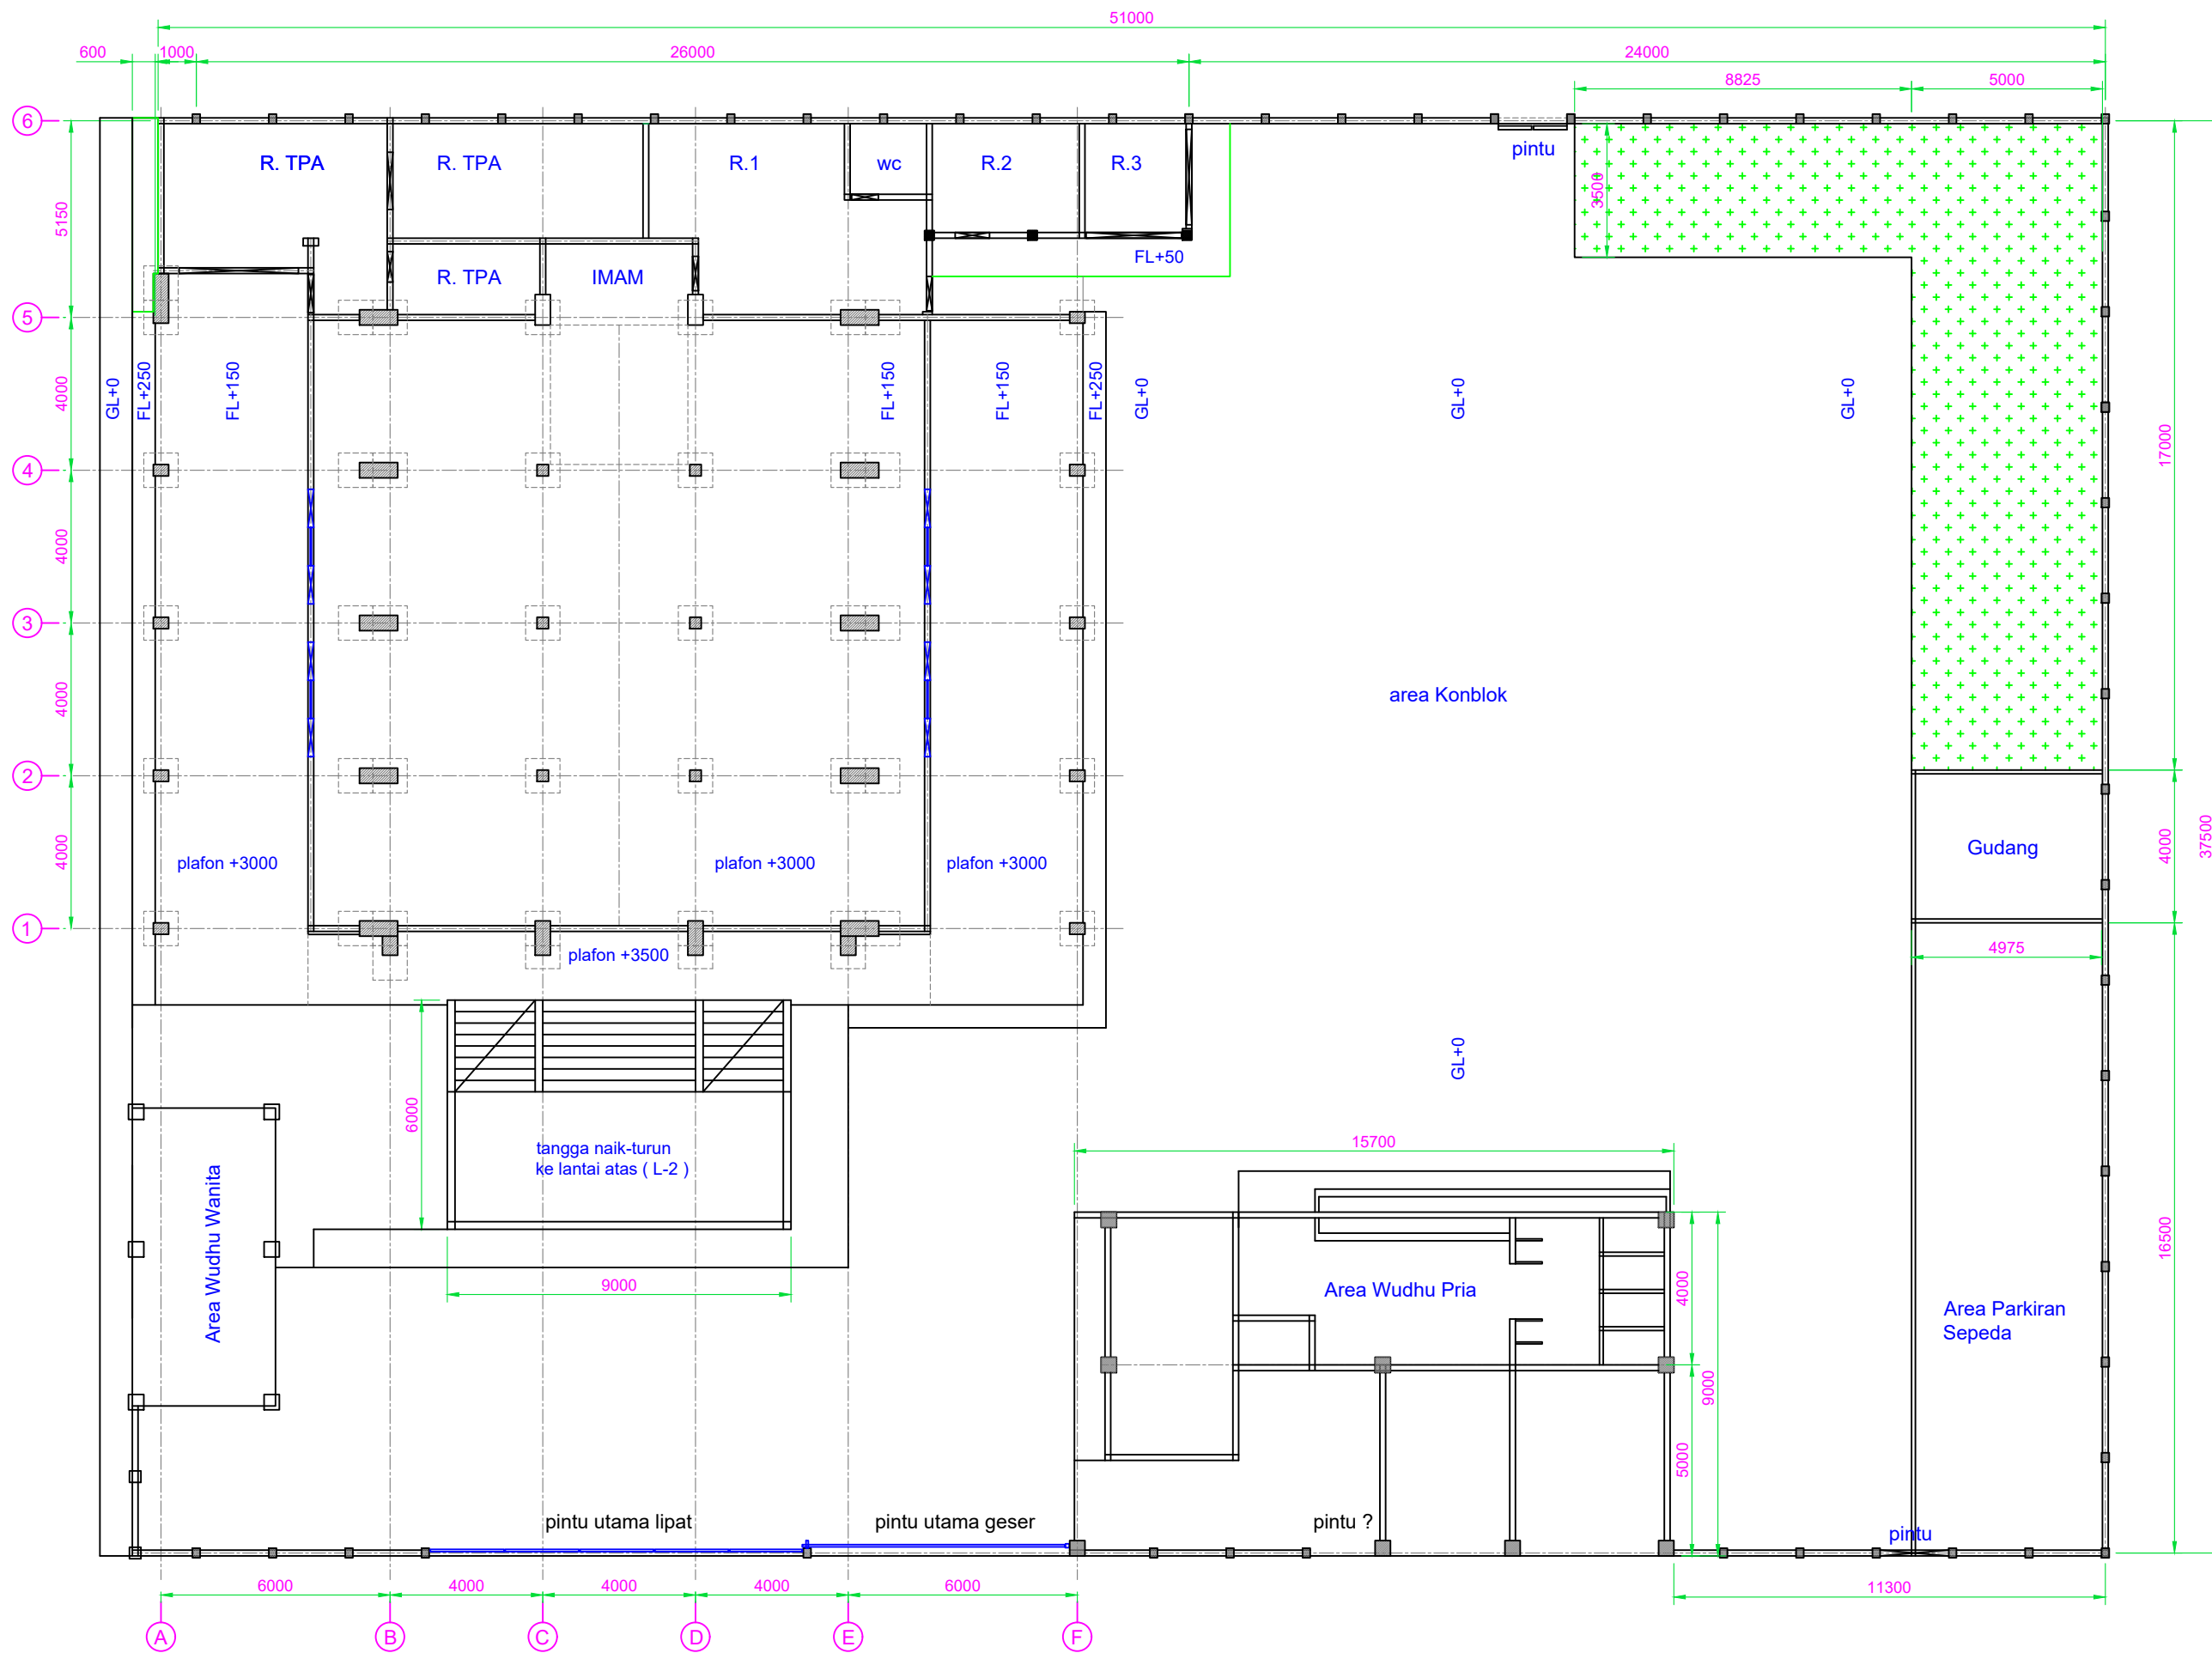 51000
600
1000
26000
24000
8825
5000
6
R. TPA
R. TPA
R.1
wc
R.2
R.3
pintu
3500
5150
R. TPA
IMAM
FL+50
5
GL+0
FL+250
FL+150
FL+150
FL+150
FL+250
GL+0
GL+0
GL+0
4000
17000
4
4000
3
4000
area Konblok
2
4000
plafon +3000
plafon +3000
plafon +3000
Gudang
4000
37500
1
plafon +3500
4975
GL+0
6000
tangga naik-turun
ke lantai atas ( L-2 )
15700
Area Wudhu Wanita
9000
Area Wudhu Pria
4000
9000
5000
16500
Area Parkiran
Sepeda
pintu utama lipat
pintu utama geser
pintu ?
pintu
6000
4000
4000
4000
6000
11300
A
B
C
D
E
F